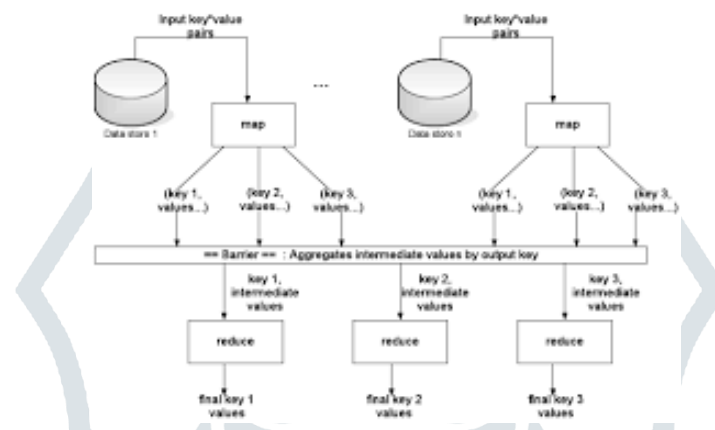 Input key*value
pairs
Input key*value
pairs
...
map
map
Data store 1
Data store n
(key 1,
values...)
(key 2,
values...)
(key 3,
values...)
(key 1,
values...)
(key 2,
values...)
(key 3,
values...)
== Barrier == : Aggregates intermediate values by output key
key 1,
intermediate
values
key 2,
intermediate
values
key 3,
intermediate
values
reduce
reduce
reduce
final key 1
values
final key 2
values
final key 3
values